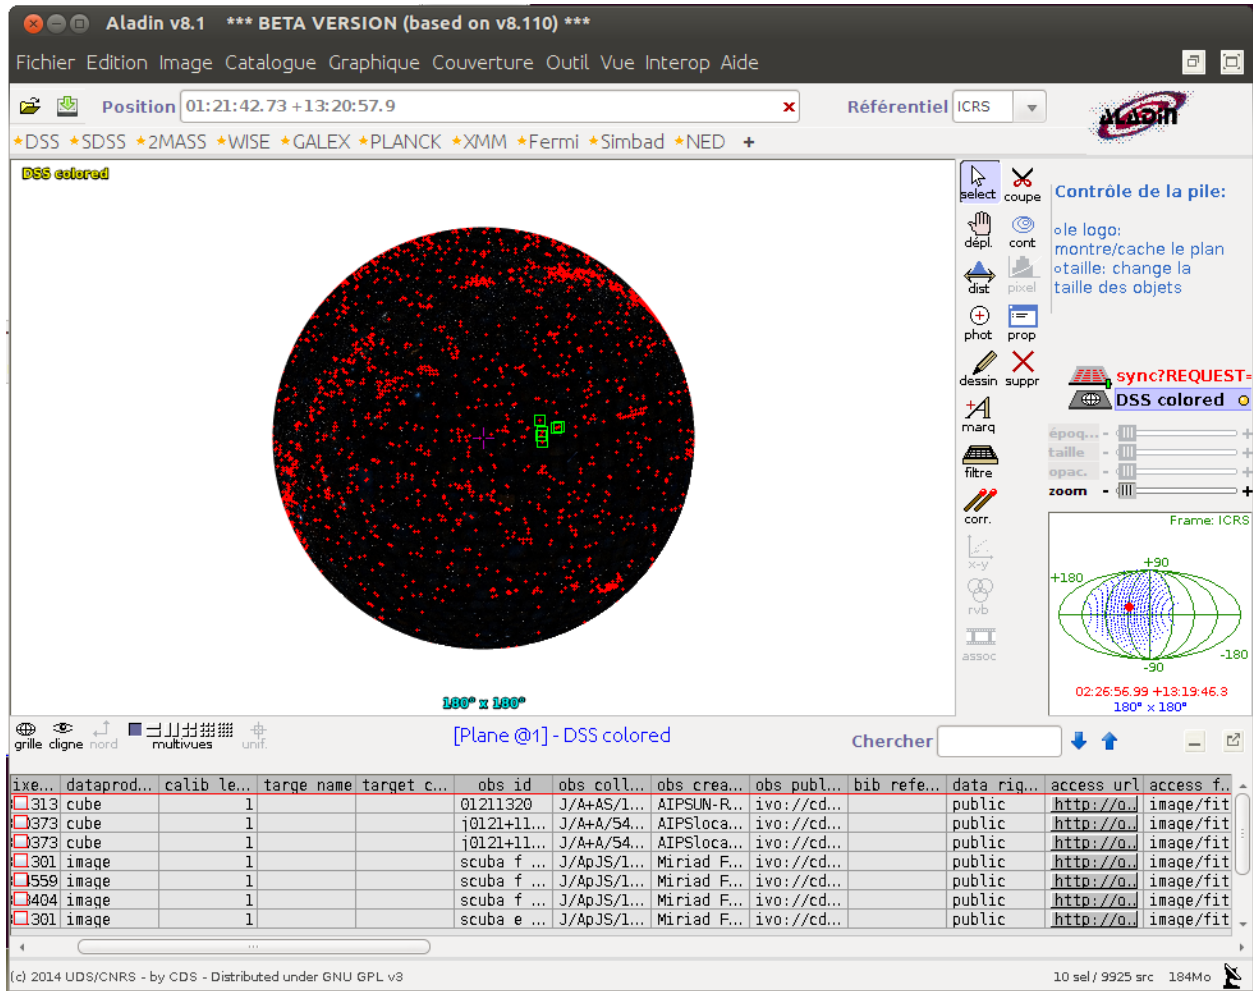 Aladin v8.1 *** BETA VERSION (based on v8.110) ***
Fichier Edition Image Catalogue Graphique Couverture Outil Vue Interop Aide
Position 01:21:42.73 +13:20:57.9 Référentiel ICRS
ALADIN
DSS SDSS 2MASS WISE GALEX PLANCK XMM Fermi Simbad NED +
DSS colored
180° x 180°
select coupe
dépl. cont
dist pixel
phot prop
dessin suppr
marq
filtre
corr.
x-y
rvb
assoc
Contrôle de la pile:
le logo:
montre/cache le plan
taille: change la
taille des objets
sync?REQUEST=
DSS colored
époq... - +
taille - +
opac. - +
zoom - +
Frame: ICRS
+90
+180
-180
-90
02:26:56.99 +13:19:46.3
180° x 180°
grille cligne nord multivues unif.
[Plane @1] - DSS colored
Chercher
ixe... dataprod... calib le... targe name target c... obs id obs coll... obs crea... obs publ... bib refe... data rig... access url access f...
313 cube 1 01211320 J/A+AS/1... AIPSUN-R... ivo://cd... public http://a.. image/fit
0373 cube 1 j0121+11... J/A+A/54... AIPSloca... ivo://cd... public http://a.. image/fit
0373 cube 1 j0121+11... J/A+A/54... AIPSloca... ivo://cd... public http://a.. image/fit
301 image 1 scuba f ... J/ApJS/1... Miriad F... ivo://cd... public http://a.. image/fit
4559 image 1 scuba f ... J/ApJS/1... Miriad F... ivo://cd... public http://a.. image/fit
3404 image 1 scuba f ... J/ApJS/1... Miriad F... ivo://cd... public http://a.. image/fit
301 image 1 scuba e ... J/ApJS/1... Miriad F... ivo://cd... public http://a.. image/fit
(c) 2014 UDS/CNRS - by CDS - Distributed under GNU GPL v3
10 sel / 9925 src 184Mo